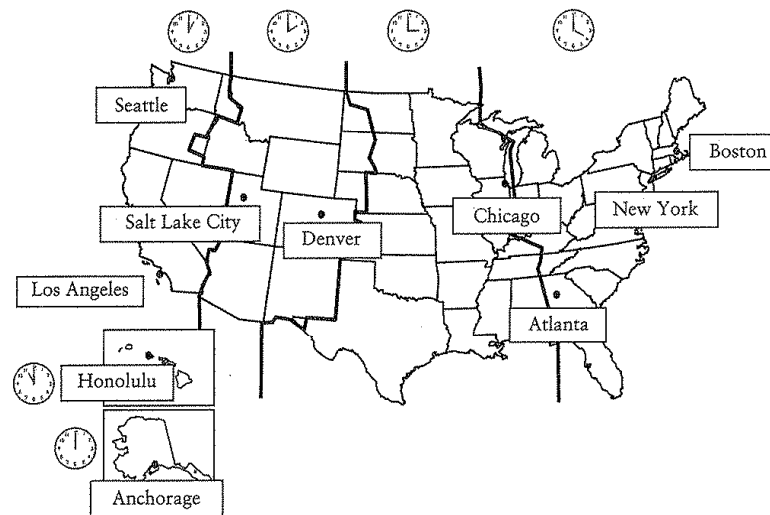 Seattle
Boston
Salt Lake City
Denver
Chicago
New York
Los Angeles
Atlanta
Honolulu
Anchorage